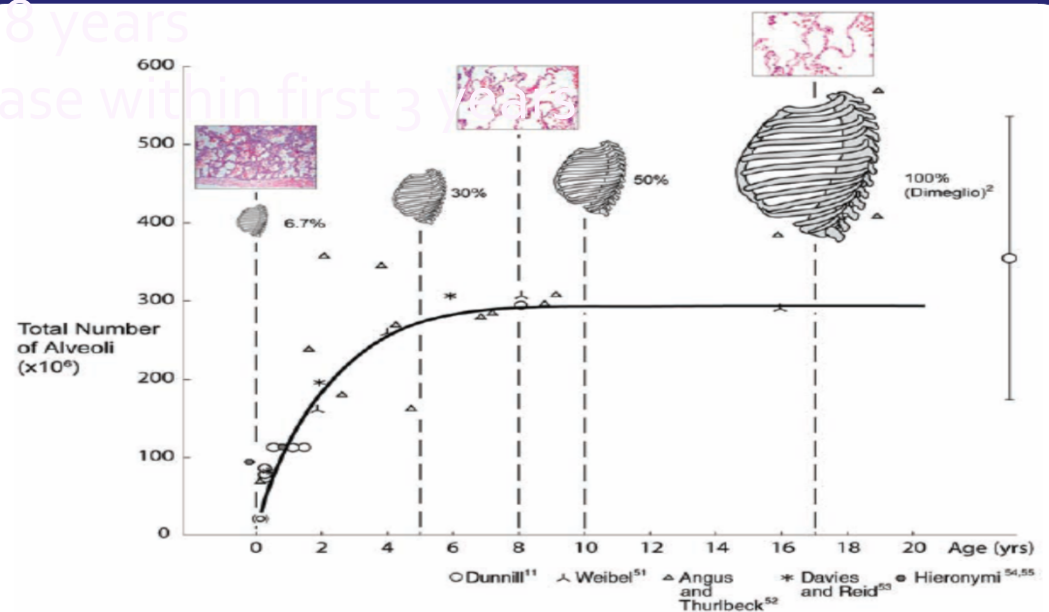 8 years
ase within first 3 years
600
500
400
300
200
100
0
Total Number
of Alveoli
(x10⁶)
6.7%
30%
50%
100%
(Dimeglio)²
0 2 4 6 8 10 12 14 16 18 20 Age (yrs)
Dunnill¹¹ Weibel⁵¹ Angus and Thurlbeck⁵² Davies and Reid⁵³ Hieronymi⁵⁴,⁵⁵